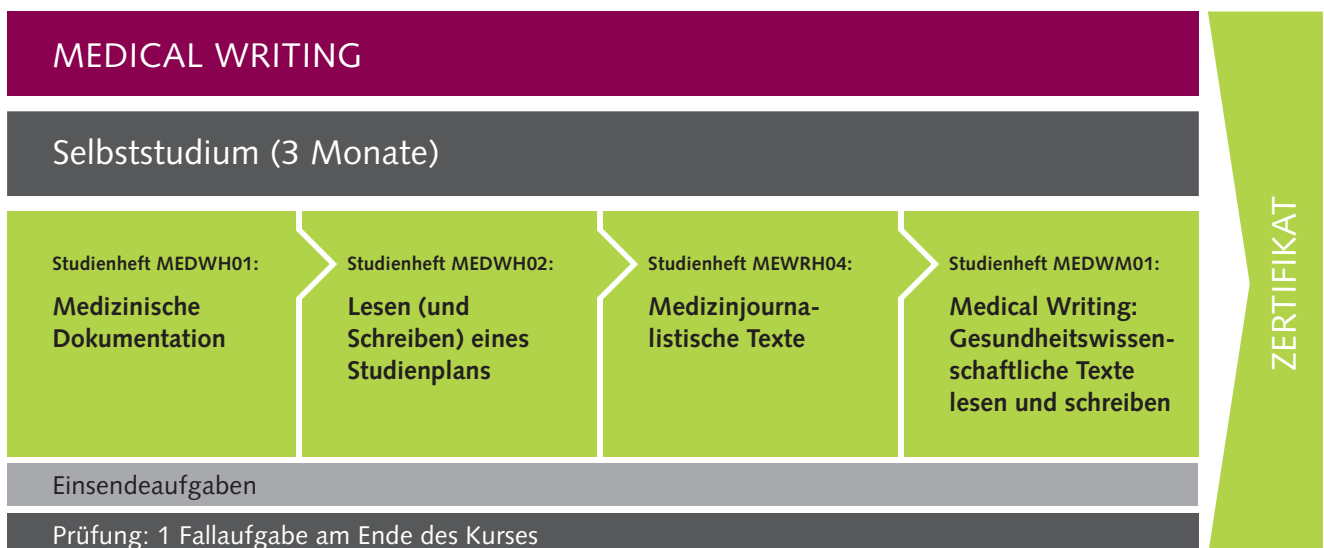 MEDICAL WRITING
Selbststudium (3 Monate)
Studienheft MEDWH01:
Medizinische
Dokumentation
Studienheft MEDWH02:
Lesen (und
Schreiben) eines
Studienplans
Studienheft MEWRH04:
Medizinjourna-
listische Texte
Studienheft MEDWM01:
Medical Writing:
Gesundheitswissen-
schaftliche Texte
lesen und schreiben
Einsendeaufgaben
Prüfung: 1 Fallaufgabe am Ende des Kurses
ZERTIFIKAT